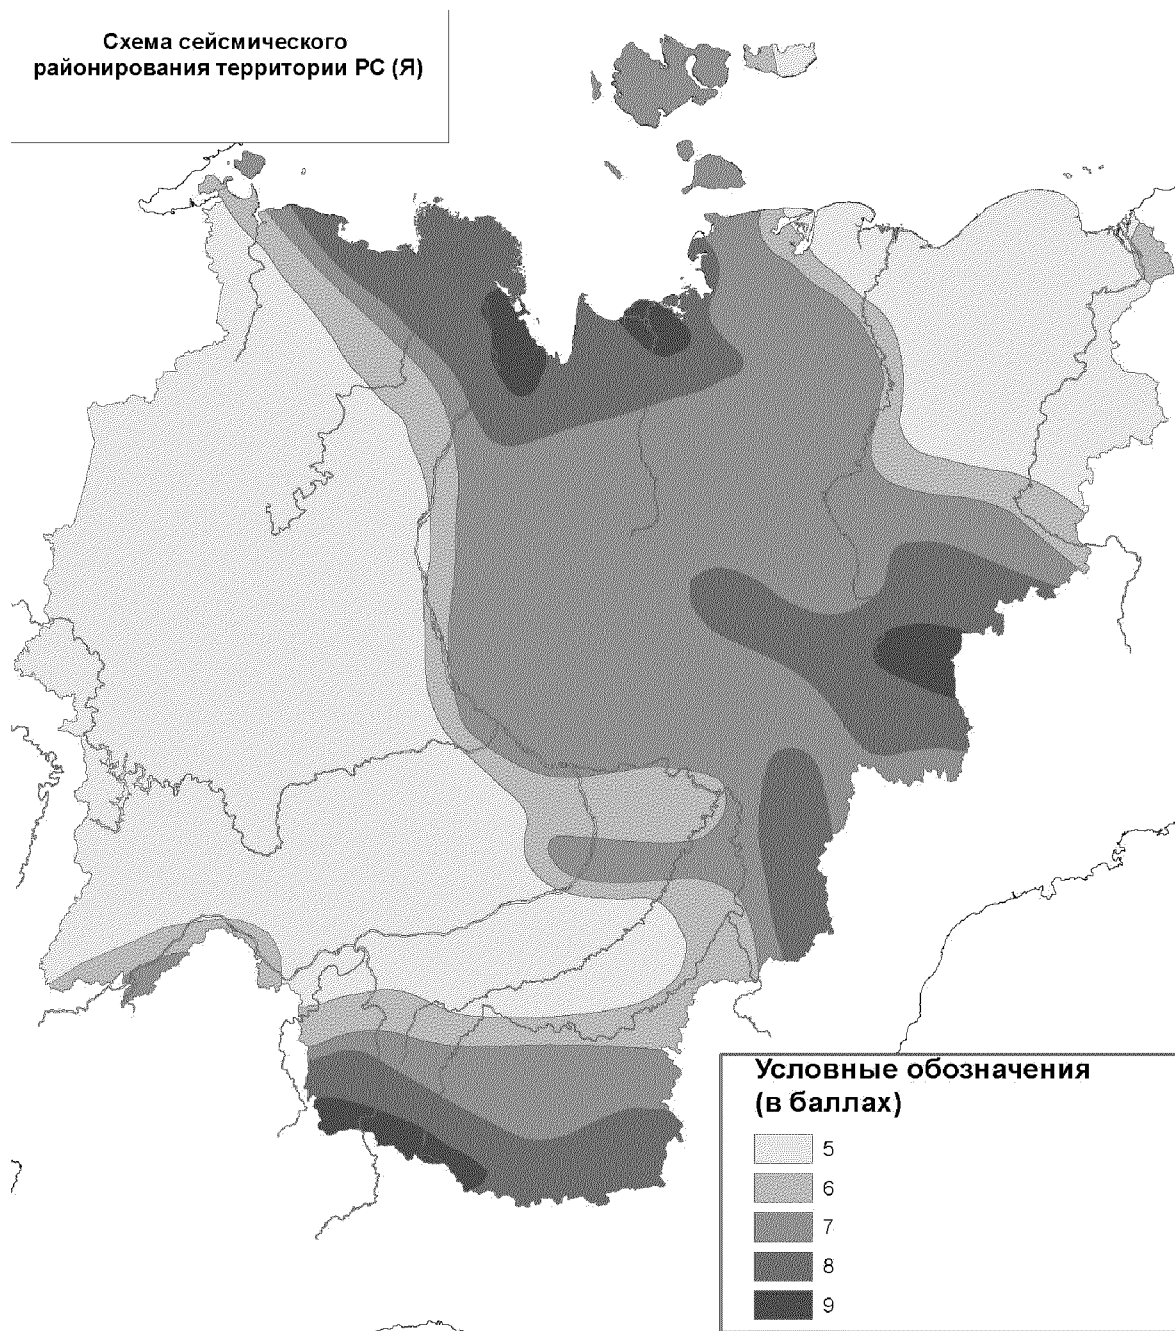 Схема сейсмического
районирования территории РС (Я)
Условные обозначения
(в баллах)
5
6
7
8
9